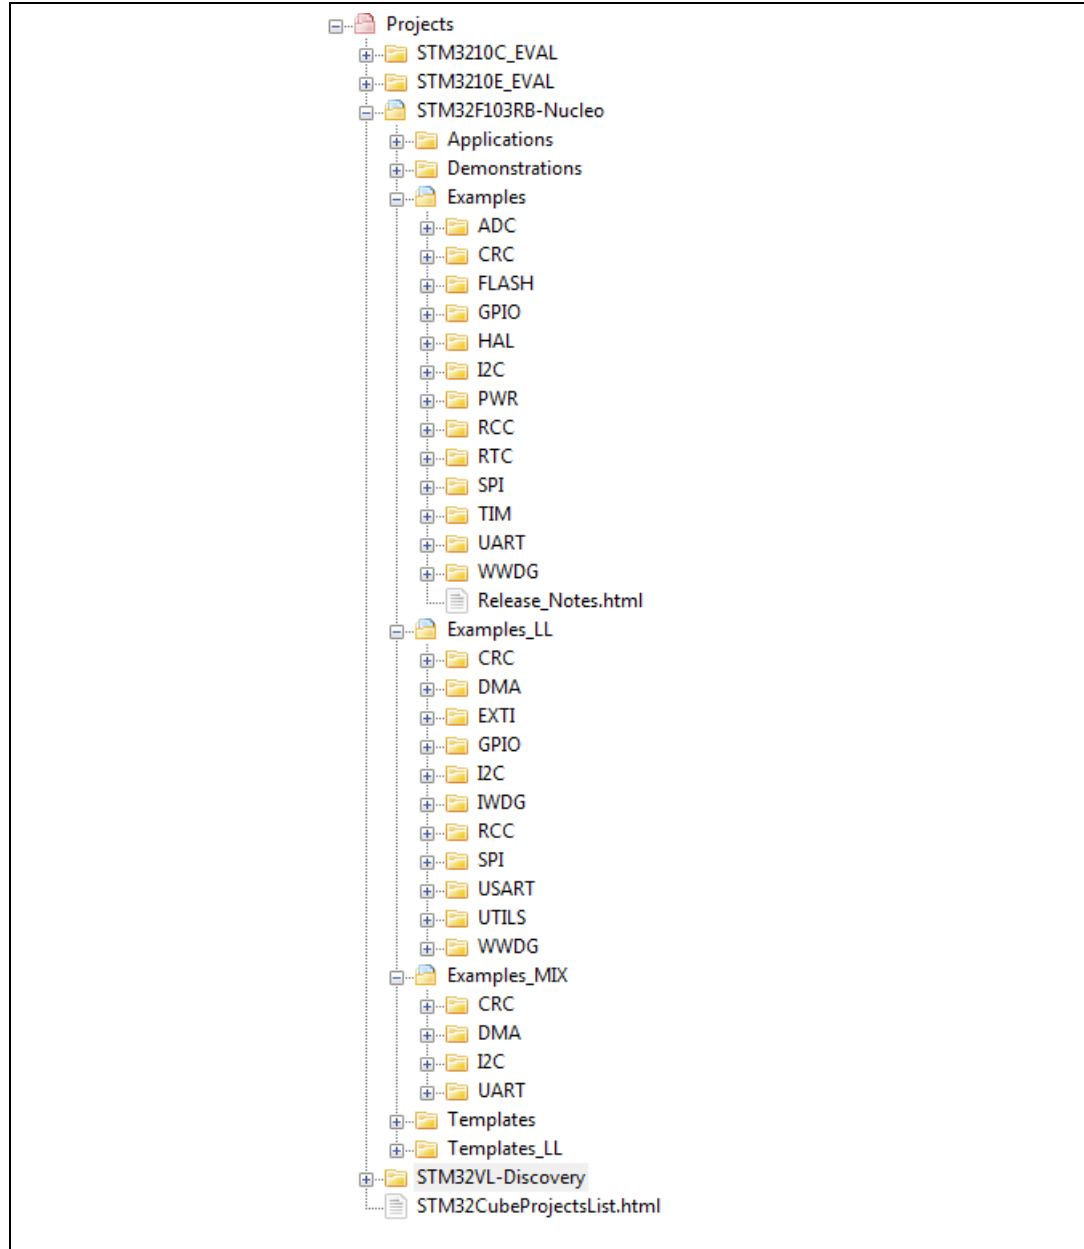 Projects
STM3210C_EVAL
STM3210E_EVAL
STM32F103RB-Nucleo
Applications
Demonstrations
Examples
ADC
CRC
FLASH
GPIO
HAL
I2C
PWR
RCC
RTC
SPI
TIM
UART
WWDG
Release_Notes.html
Examples_LL
CRC
DMA
EXTI
GPIO
I2C
IWDG
RCC
SPI
USART
UTILS
WWDG
Examples_MIX
CRC
DMA
I2C
UART
Templates
Templates_LL
STM32VL-Discovery
STM32CubeProjectsList.html